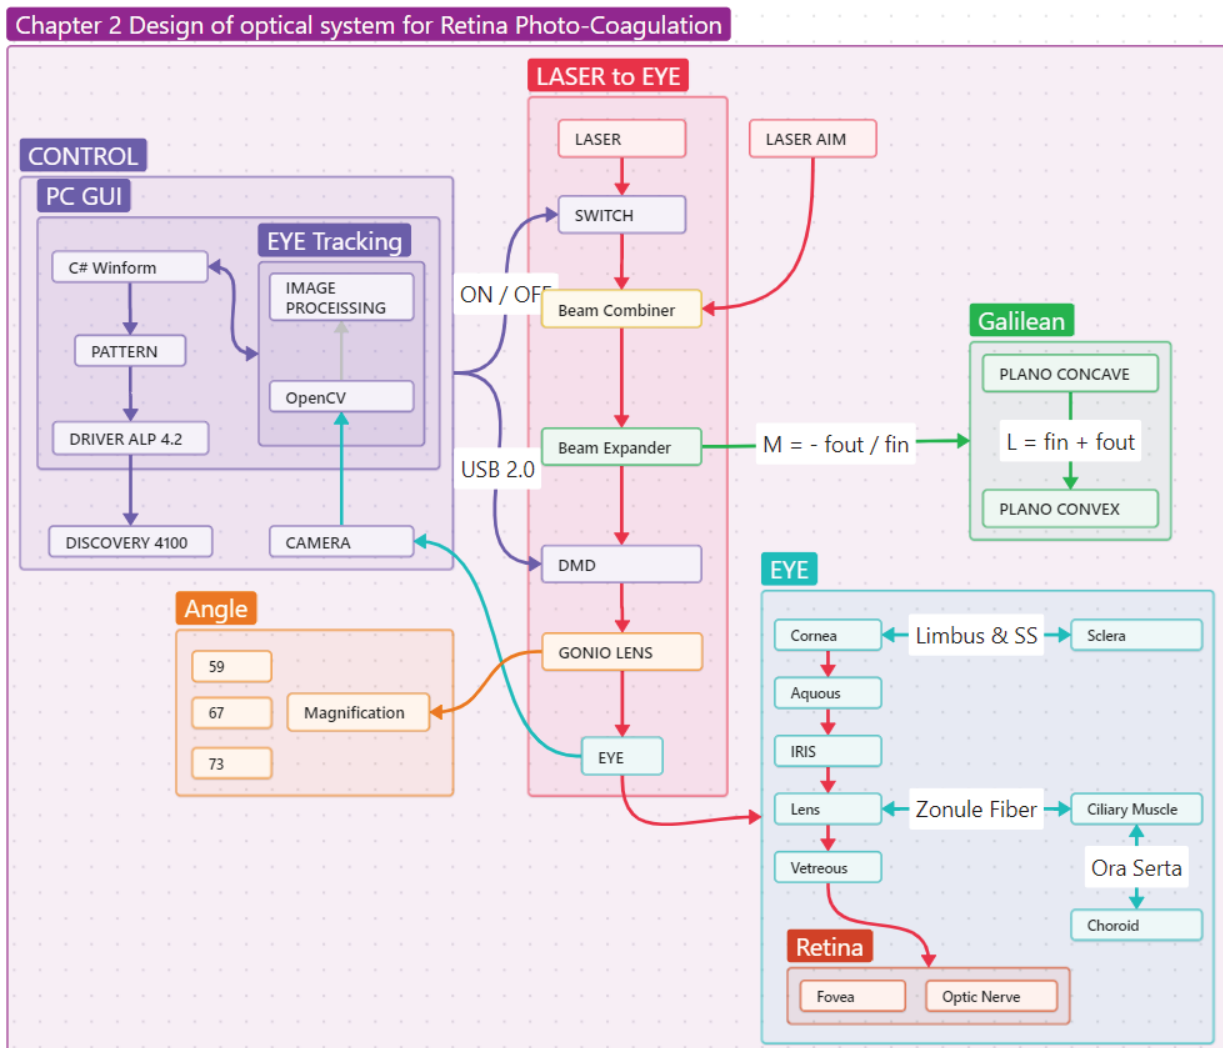 Chapter 2 Design of optical system for Retina Photo-Coagulation
LASER to EYE
LASER
LASER AIM
CONTROL
PC GUI
SWITCH
EYE Tracking
C# Winform
IMAGE
PROCEISSING
ON / OFF
Beam Combiner
Galilean
PATTERN
PLANO CONCAVE
OpenCV
DRIVER ALP 4.2
Beam Expander
M = - fout / fin
L = fin + fout
USB 2.0
PLANO CONVEX
DISCOVERY 4100
CAMERA
DMD
EYE
Angle
Cornea
Limbus & SS
Sclera
GONIO LENS
59
Aquous
67
Magnification
IRIS
73
EYE
Lens
Zonule Fiber
Ciliary Muscle
Vetreous
Ora Serta
Choroid
Retina
Fovea
Optic Nerve